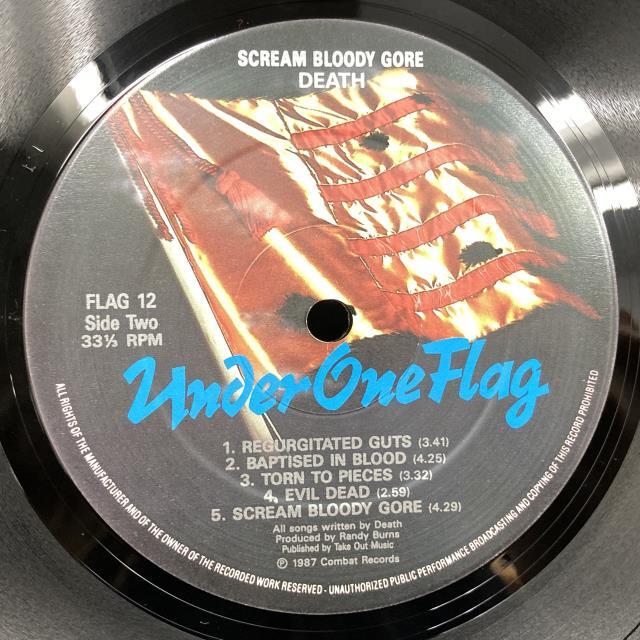 SCREAM BLOODY GORE
DEATH
FLAG 12
Side Two
33⅓ RPM
Under One Flag
1. REGURGITATED GUTS (3.41)
2. BAPTISED IN BLOOD (4.25)
3. TORN TO PIECES (3.32)
4, EVIL DEAD (2.59)
5. SCREAM BLOODY GORE (4.29)
All songs written by Death
Produced by Randy Burns
Published by Take Out Music
℗ 1987 Combat Records
ALL RIGHTS OF THE MANUFACTURER AND OF THE OWNER OF THE RECORDED WORK RESERVED - UNAUTHORIZED PUBLIC PERFORMANCE BROADCASTING AND COPYING OF THIS RECORD PROHIBITED